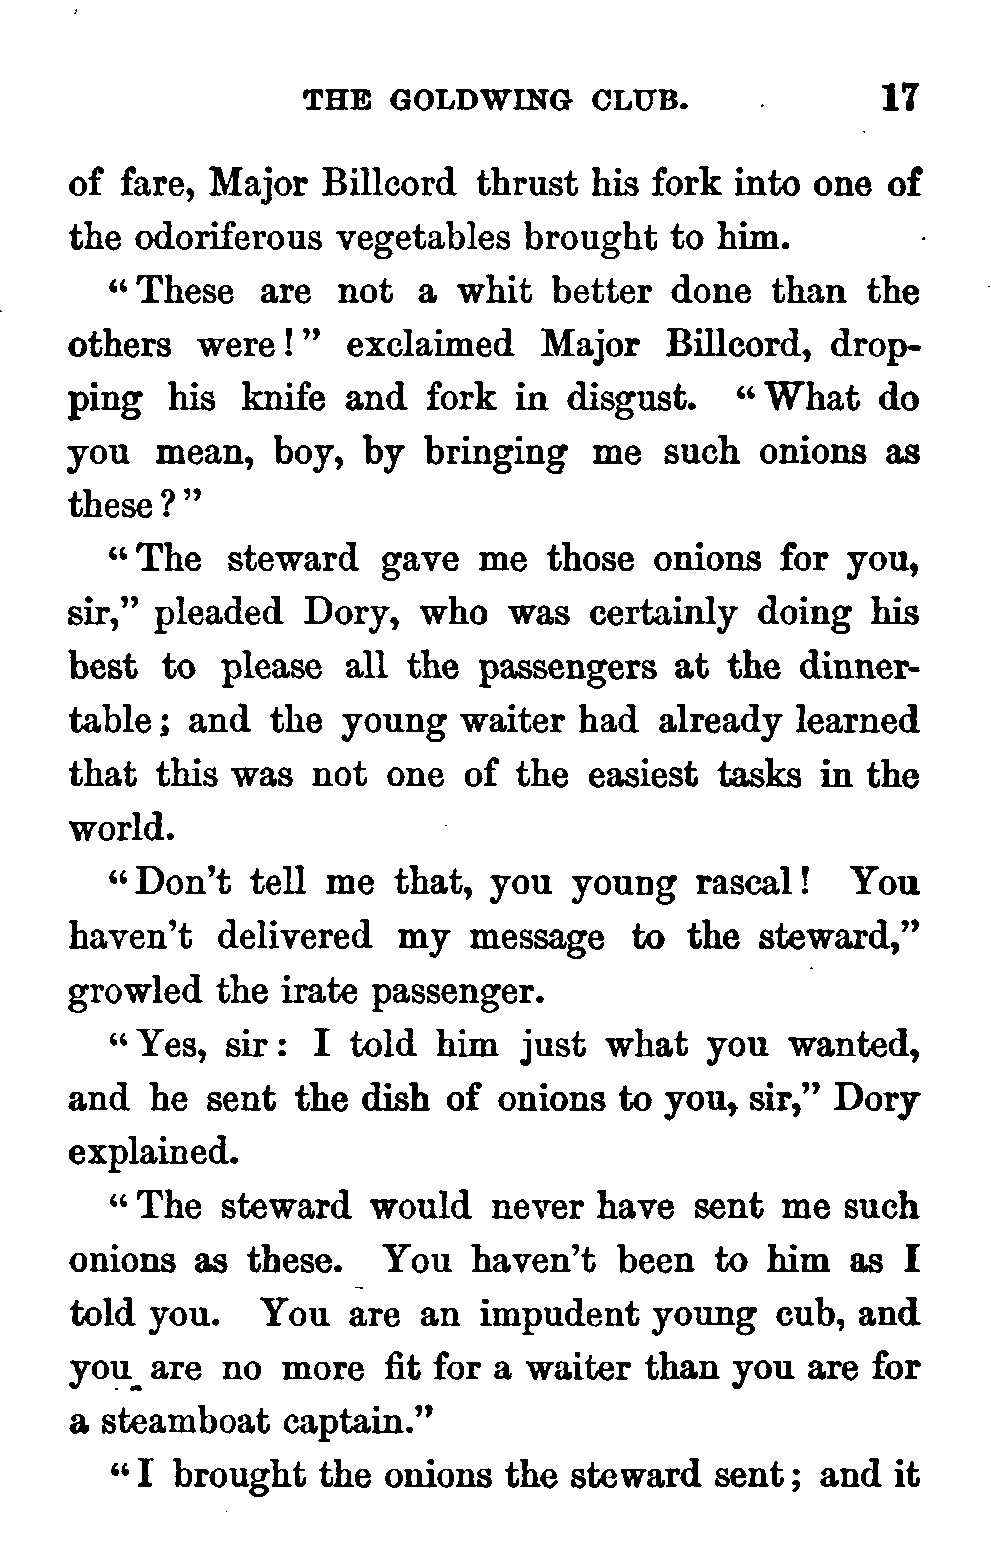 THE GOLDWING CLUB. 17
of fare, Major Billcord thrust his fork into one of
the odoriferous vegetables brought to him.
"These are not a whit better done than the
others were!" exclaimed Major Billcord, drop-
ping his knife and fork in disgust. "What do
you mean, boy, by bringing me such onions as
these?"
"The steward gave me those onions for you,
sir," pleaded Dory, who was certainly doing his
best to please all the passengers at the dinner-
table; and the young waiter had already learned
that this was not one of the easiest tasks in the
world.
"Don't tell me that, you young rascal! You
haven't delivered my message to the steward,"
growled the irate passenger.
"Yes, sir: I told him just what you wanted,
and he sent the dish of onions to you, sir," Dory
explained.
"The steward would never have sent me such
onions as these. You haven't been to him as I
told you. You are an impudent young cub, and
you are no more fit for a waiter than you are for
a steamboat captain."
"I brought the onions the steward sent; and it